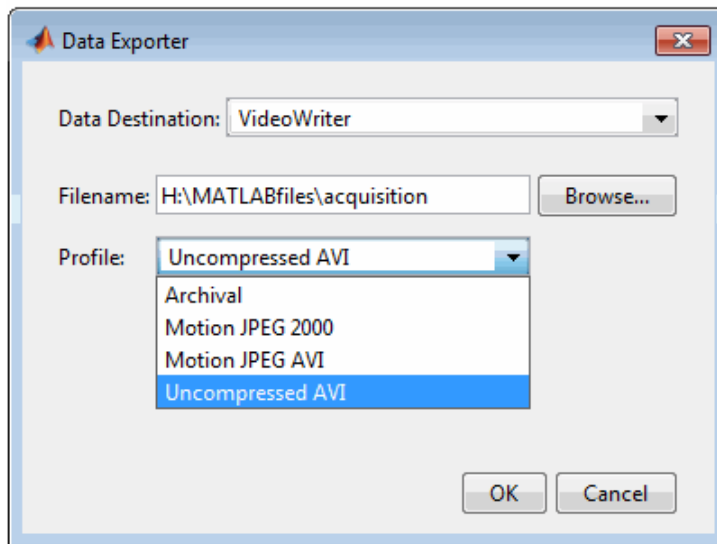 Data Exporter
Data Destination: VideoWriter
Filename: H:\MATLABfiles\acquisition Browse...
Profile: Uncompressed AVI
Archival
Motion JPEG 2000
Motion JPEG AVI
Uncompressed AVI
OK Cancel